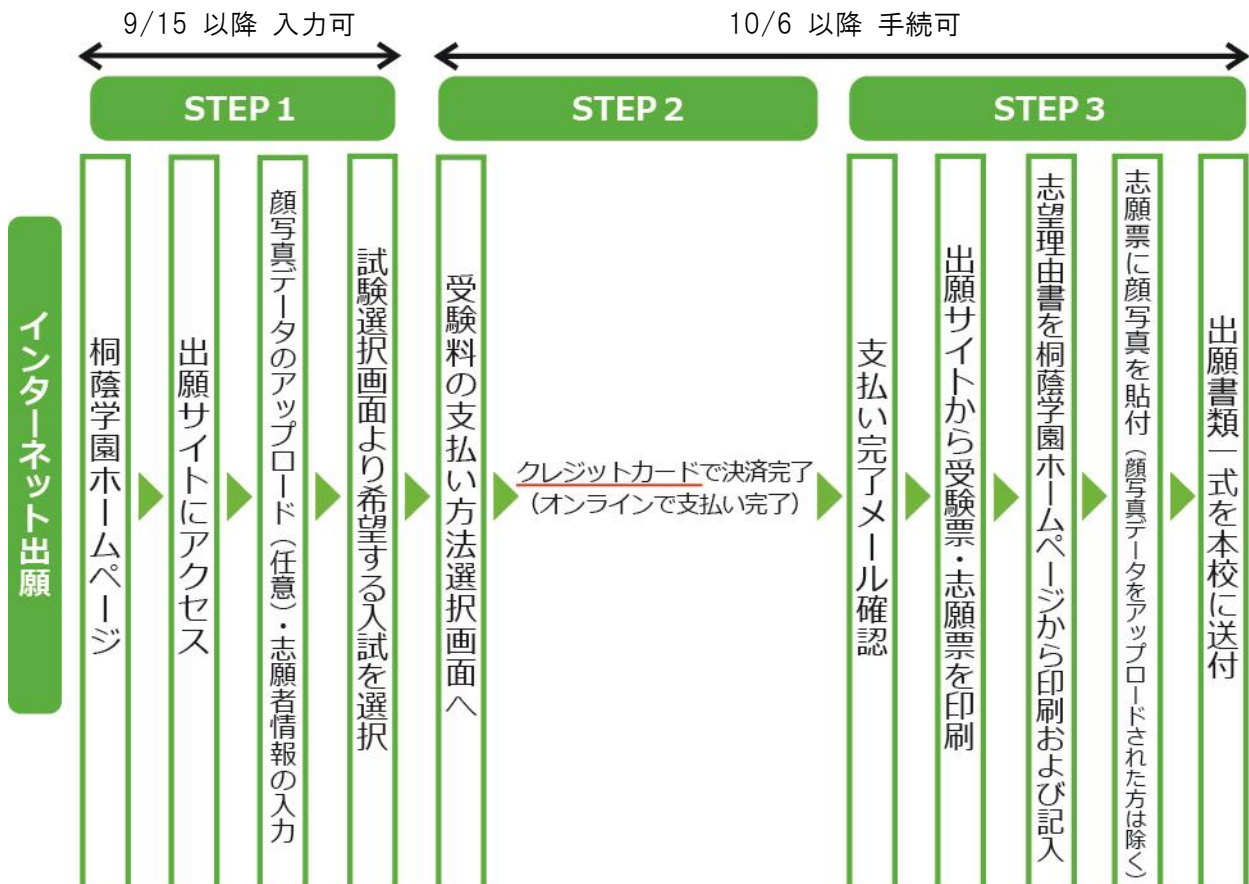 9/15 以降 入力可
10/6 以降 手続可
STEP 1
STEP 2
STEP 3
インターネット出願
桐蔭学園ホームページ
出願サイトにアクセス
顔写真データのアップロード（任意）・志願者情報の入力
試験選択画面より希望する入試を選択
受験料の支払い方法選択画面へ
クレジットカードで決済完了
（オンラインで支払い完了）
支払い完了メール確認
出願サイトから受験票・志願票を印刷
志望理由書を桐蔭学園ホームページから印刷および記入
志願票に顔写真を貼付（顔写真データをアップロードされた方は除く）
出願書類一式を本校に送付